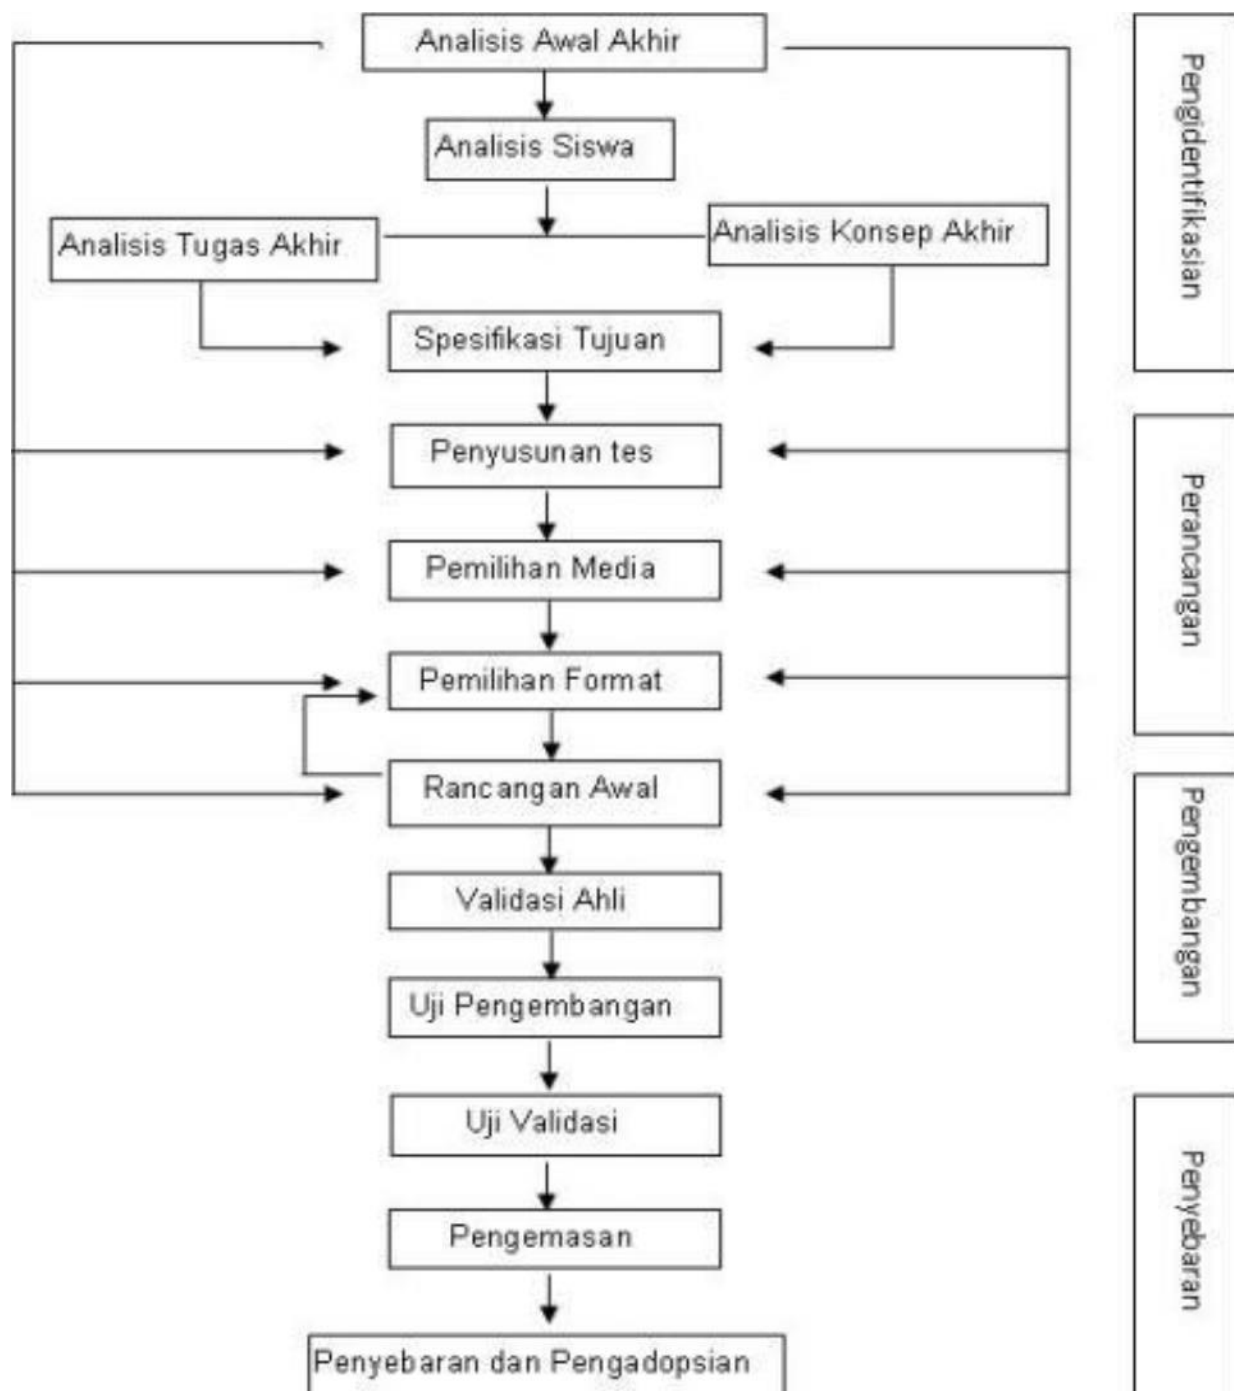 Analisis Awal Akhir
Analisis Siswa
Analisis Tugas Akhir
Analisis Konsep Akhir
Spesifikasi Tujuan
Penyusunan tes
Pemilihan Media
Pemilihan Format
Rancangan Awal
Validasi Ahli
Uji Pengembangan
Uji Validasi
Pengemasan
Penyebaran dan Pengadopsian
Pengidentifikasian
Perancangan
Pengembangan
Penyebaran